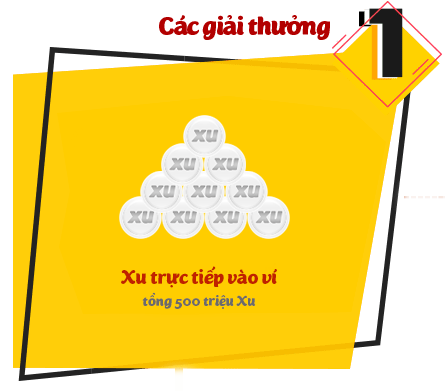 Các giải thưởng
1
xu
xu xu
xu xu xu
xu xu xu xu
Xu trực tiếp vào ví
tổng 500 triệu Xu